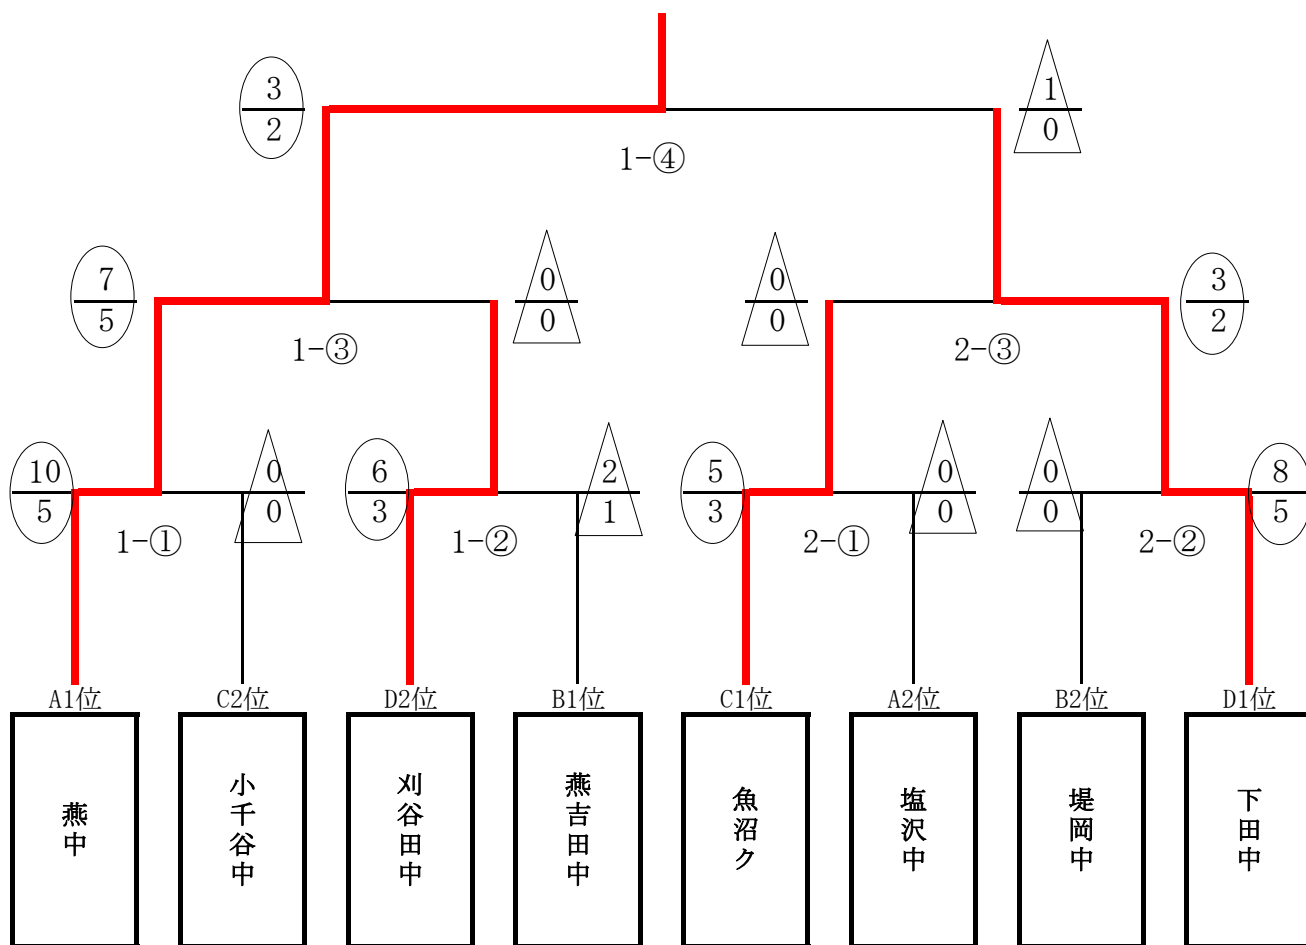 3 1
2 0
1-④
7 0 0 3
5 0 0 2
1-③ 2-③
10 0 6 2 5 0 0 8
5 0 3 1 3 0 0 5
1-① 1-② 2-① 2-②
A1位 C2位 D2位 B1位 C1位 A2位 B2位 D1位
燕中
小千谷中
刈谷田中
燕吉田中
魚沼ク
塩沢中
堤岡中
下田中